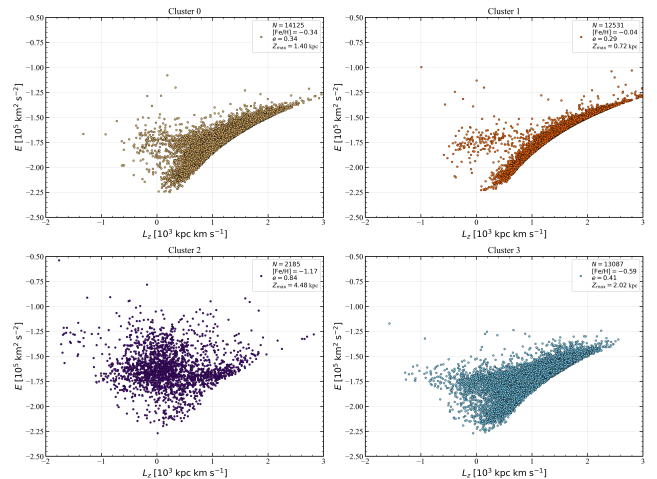 Cluster 0
N = 14125
[Fe/H] = −0.34
e = 0.34
Zmax = 1.40 kpc
E [10^5 km^2 s^−2]
−0.50
−0.75
−1.00
−1.25
−1.50
−1.75
−2.00
−2.25
−2.50
−2
−1
0
1
2
3
Lz [10^3 kpc km s^−1]
Cluster 1
N = 12531
[Fe/H] = −0.04
e = 0.29
Zmax = 0.72 kpc
E [10^5 km^2 s^−2]
−0.50
−0.75
−1.00
−1.25
−1.50
−1.75
−2.00
−2.25
−2.50
−2
−1
0
1
2
3
Lz [10^3 kpc km s^−1]
Cluster 2
N = 2185
[Fe/H] = −1.17
e = 0.84
Zmax = 4.48 kpc
E [10^5 km^2 s^−2]
−0.50
−0.75
−1.00
−1.25
−1.50
−1.75
−2.00
−2.25
−2.50
−2
−1
0
1
2
3
Lz [10^3 kpc km s^−1]
Cluster 3
N = 13087
[Fe/H] = −0.59
e = 0.41
Zmax = 2.02 kpc
E [10^5 km^2 s^−2]
−0.50
−0.75
−1.00
−1.25
−1.50
−1.75
−2.00
−2.25
−2.50
−2
−1
0
1
2
3
Lz [10^3 kpc km s^−1]